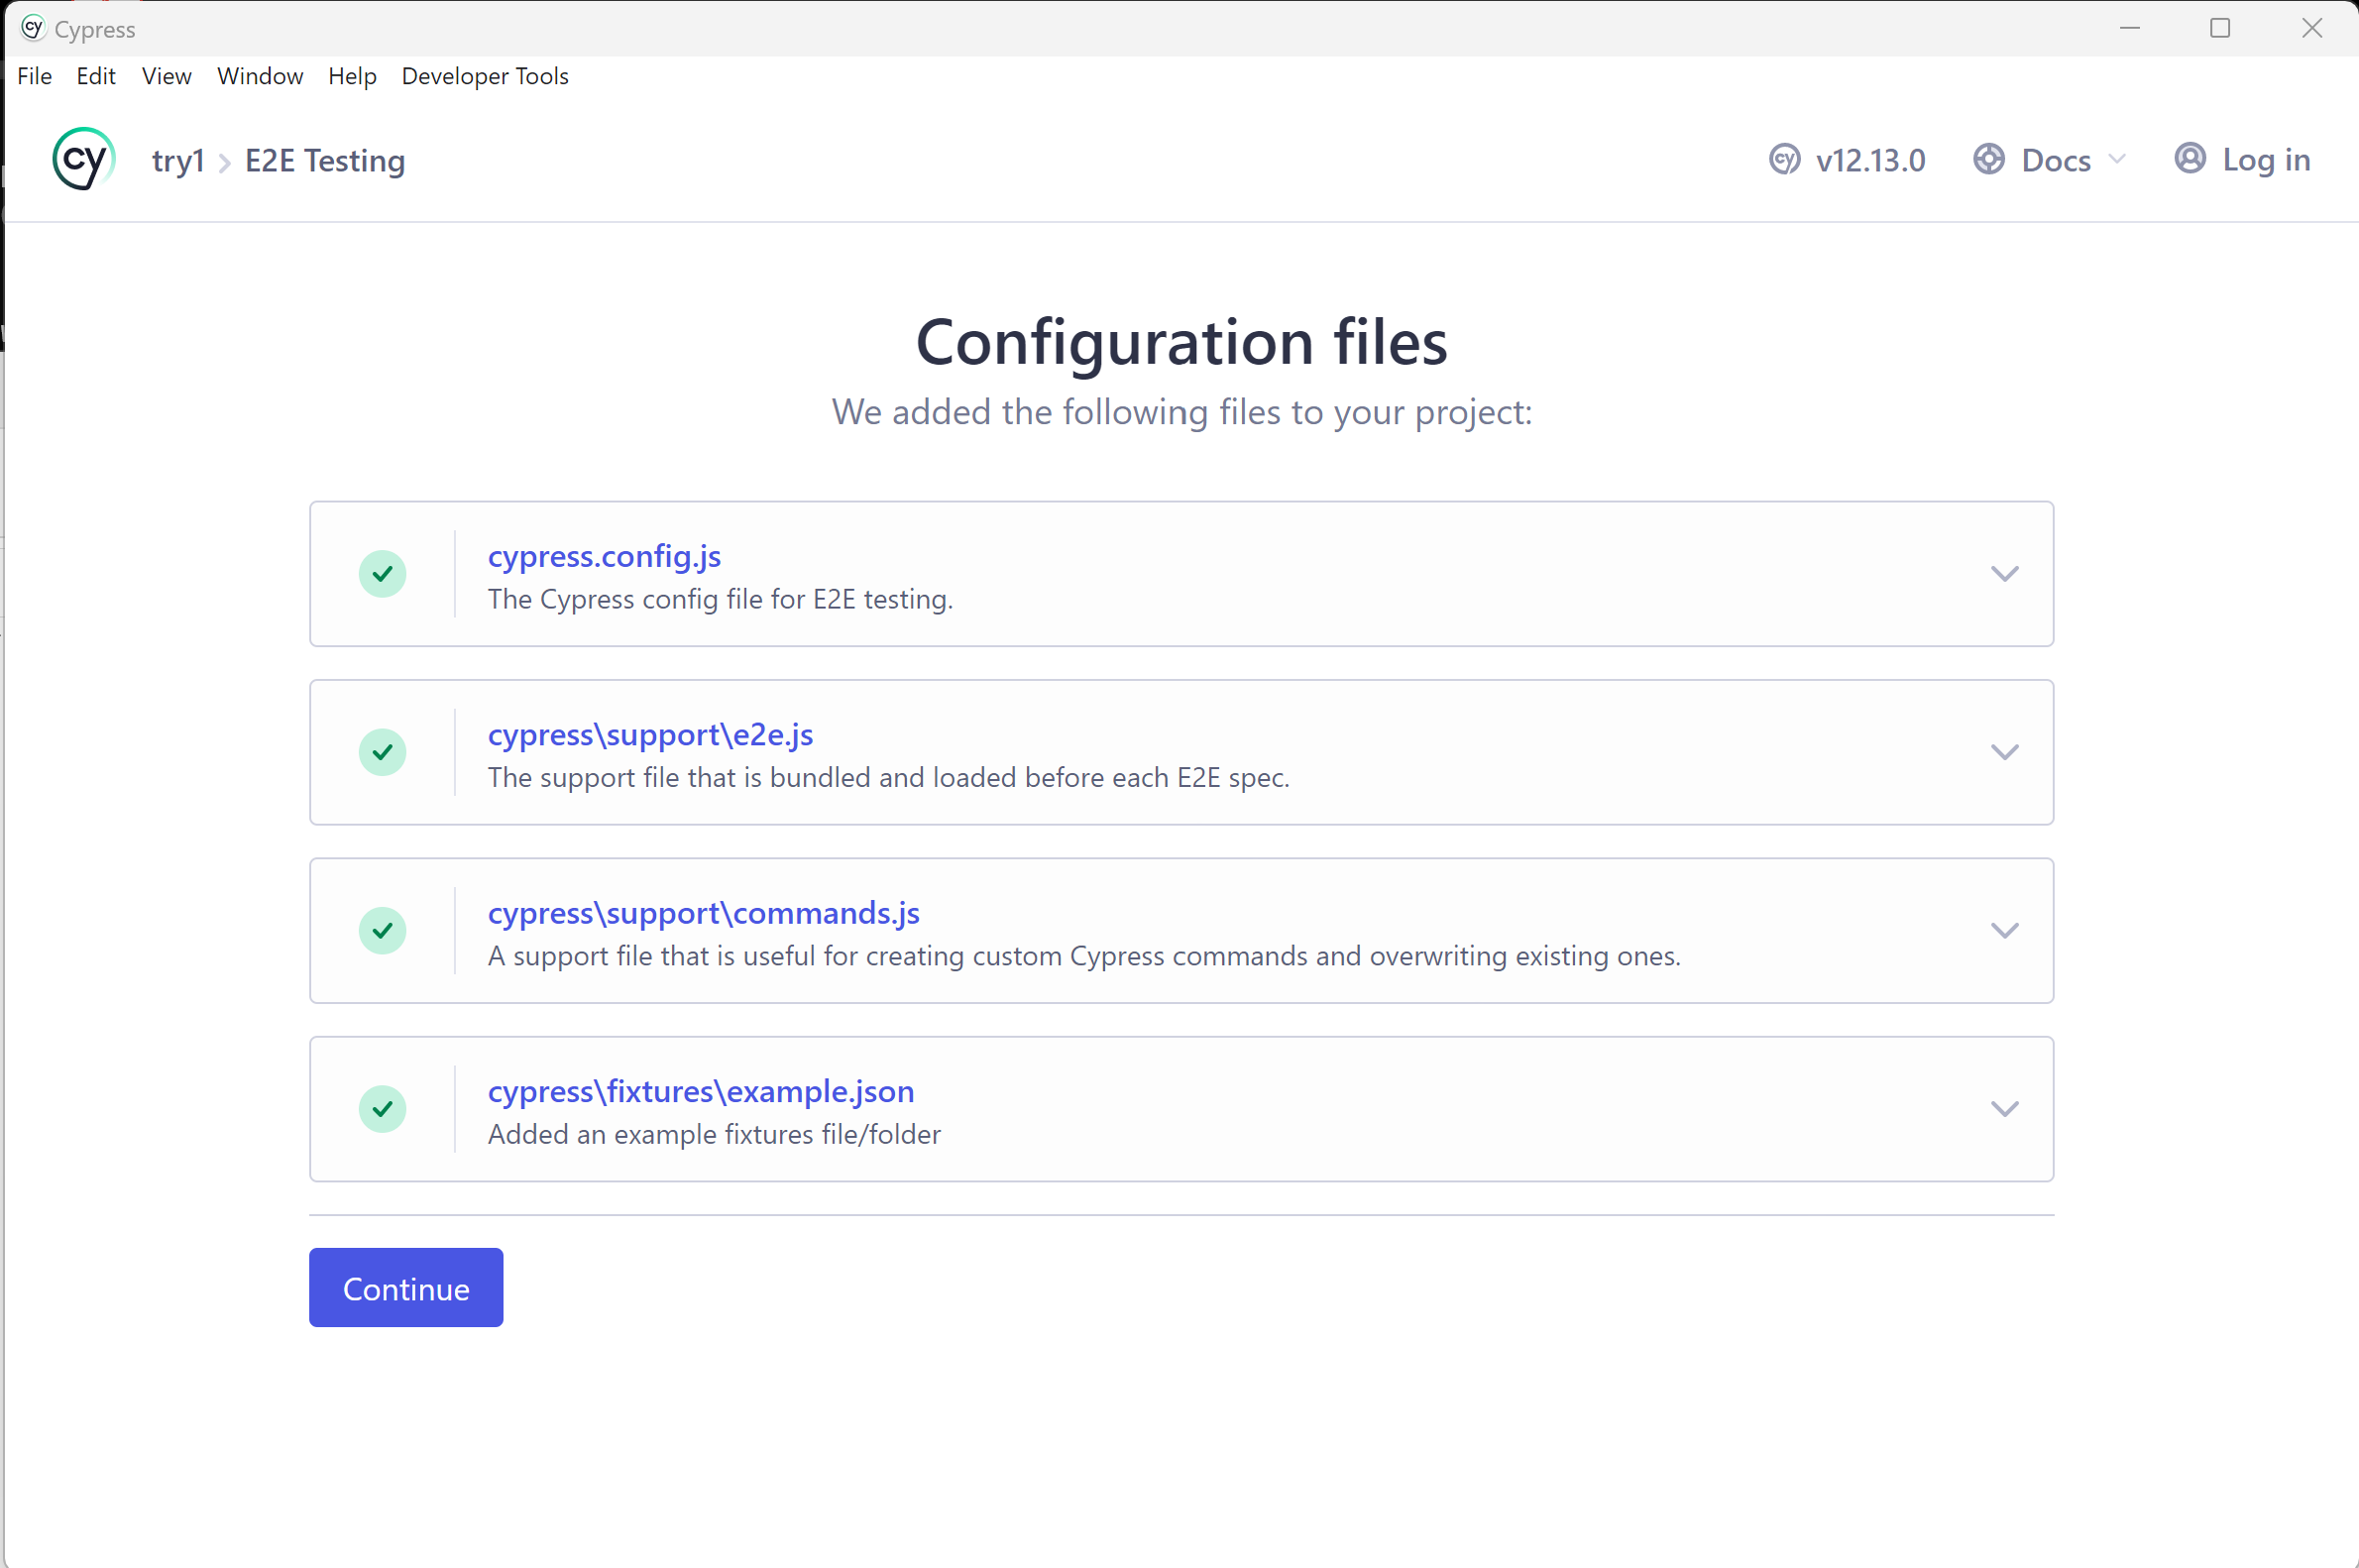 cy Cypress
File Edit View Window Help Developer Tools
cy try1 E2E Testing cy v12.13.0 Docs Log in
Configuration files
We added the following files to your project:
cypress.config.js
The Cypress config file for E2E testing.
cypress\support\e2e.js
The support file that is bundled and loaded before each E2E spec.
cypress\support\commands.js
A support file that is useful for creating custom Cypress commands and overwriting existing ones.
cypress\fixtures\example.json
Added an example fixtures file/folder
Continue